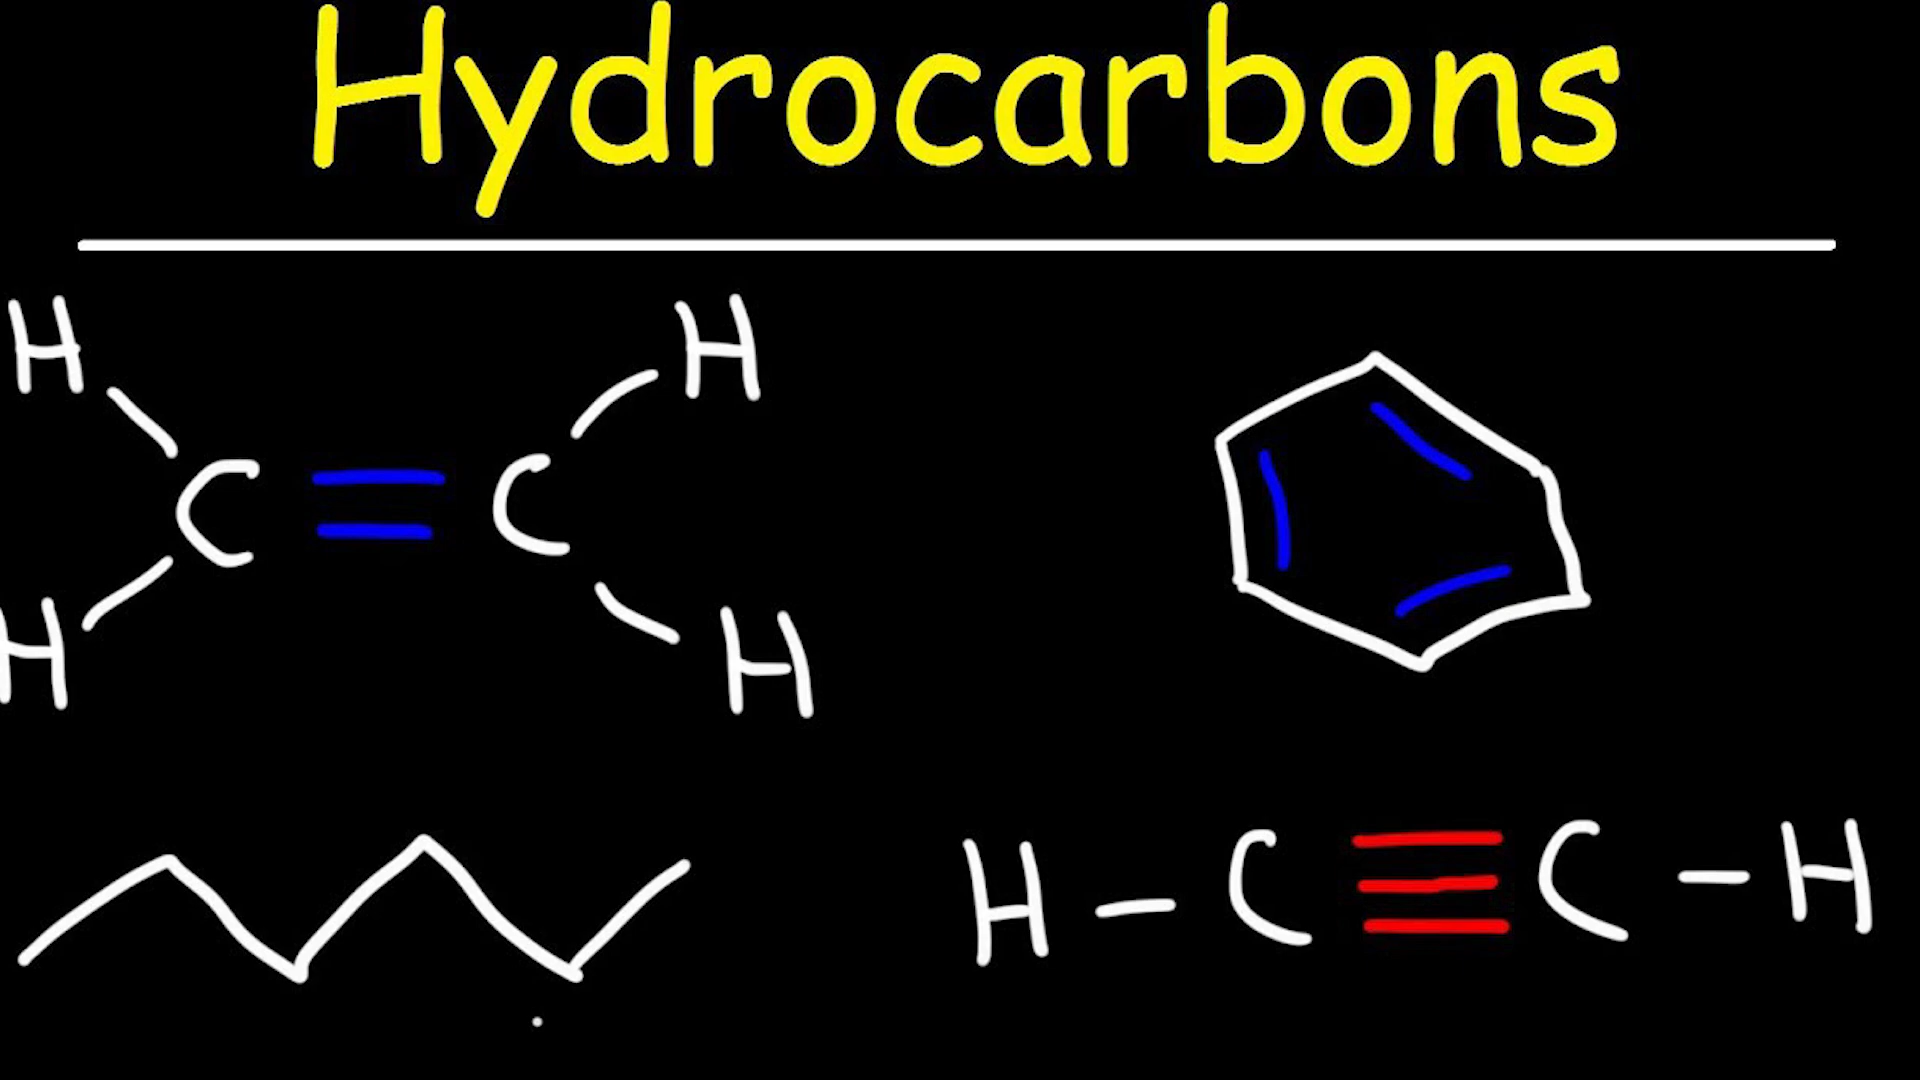 Hydrocarbons
H H
C = C
H H
H - C ≡ C - H